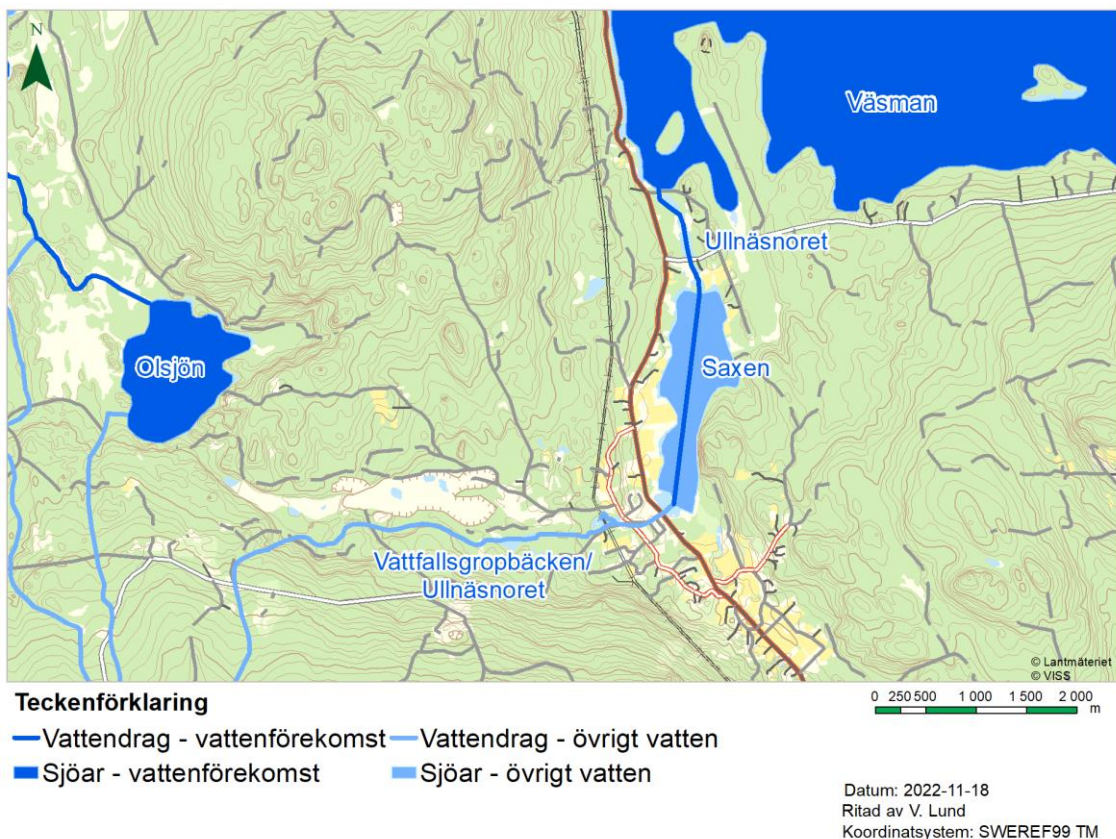 N
Väsman
Ullnäsnoret
Olsjön
Saxen
Vattfallsgropbäcken/
Ullnäsnoret
© Lantmäteriet
© VISS
Teckenförklaring
Vattendrag - vattenförekomst
Vattendrag - övrigt vatten
Sjöar - vattenförekomst
Sjöar - övrigt vatten
0 250 500 1 000 1 500 2 000
m
Datum: 2022-11-18
Ritad av V. Lund
Koordinatsystem: SWEREF99 TM